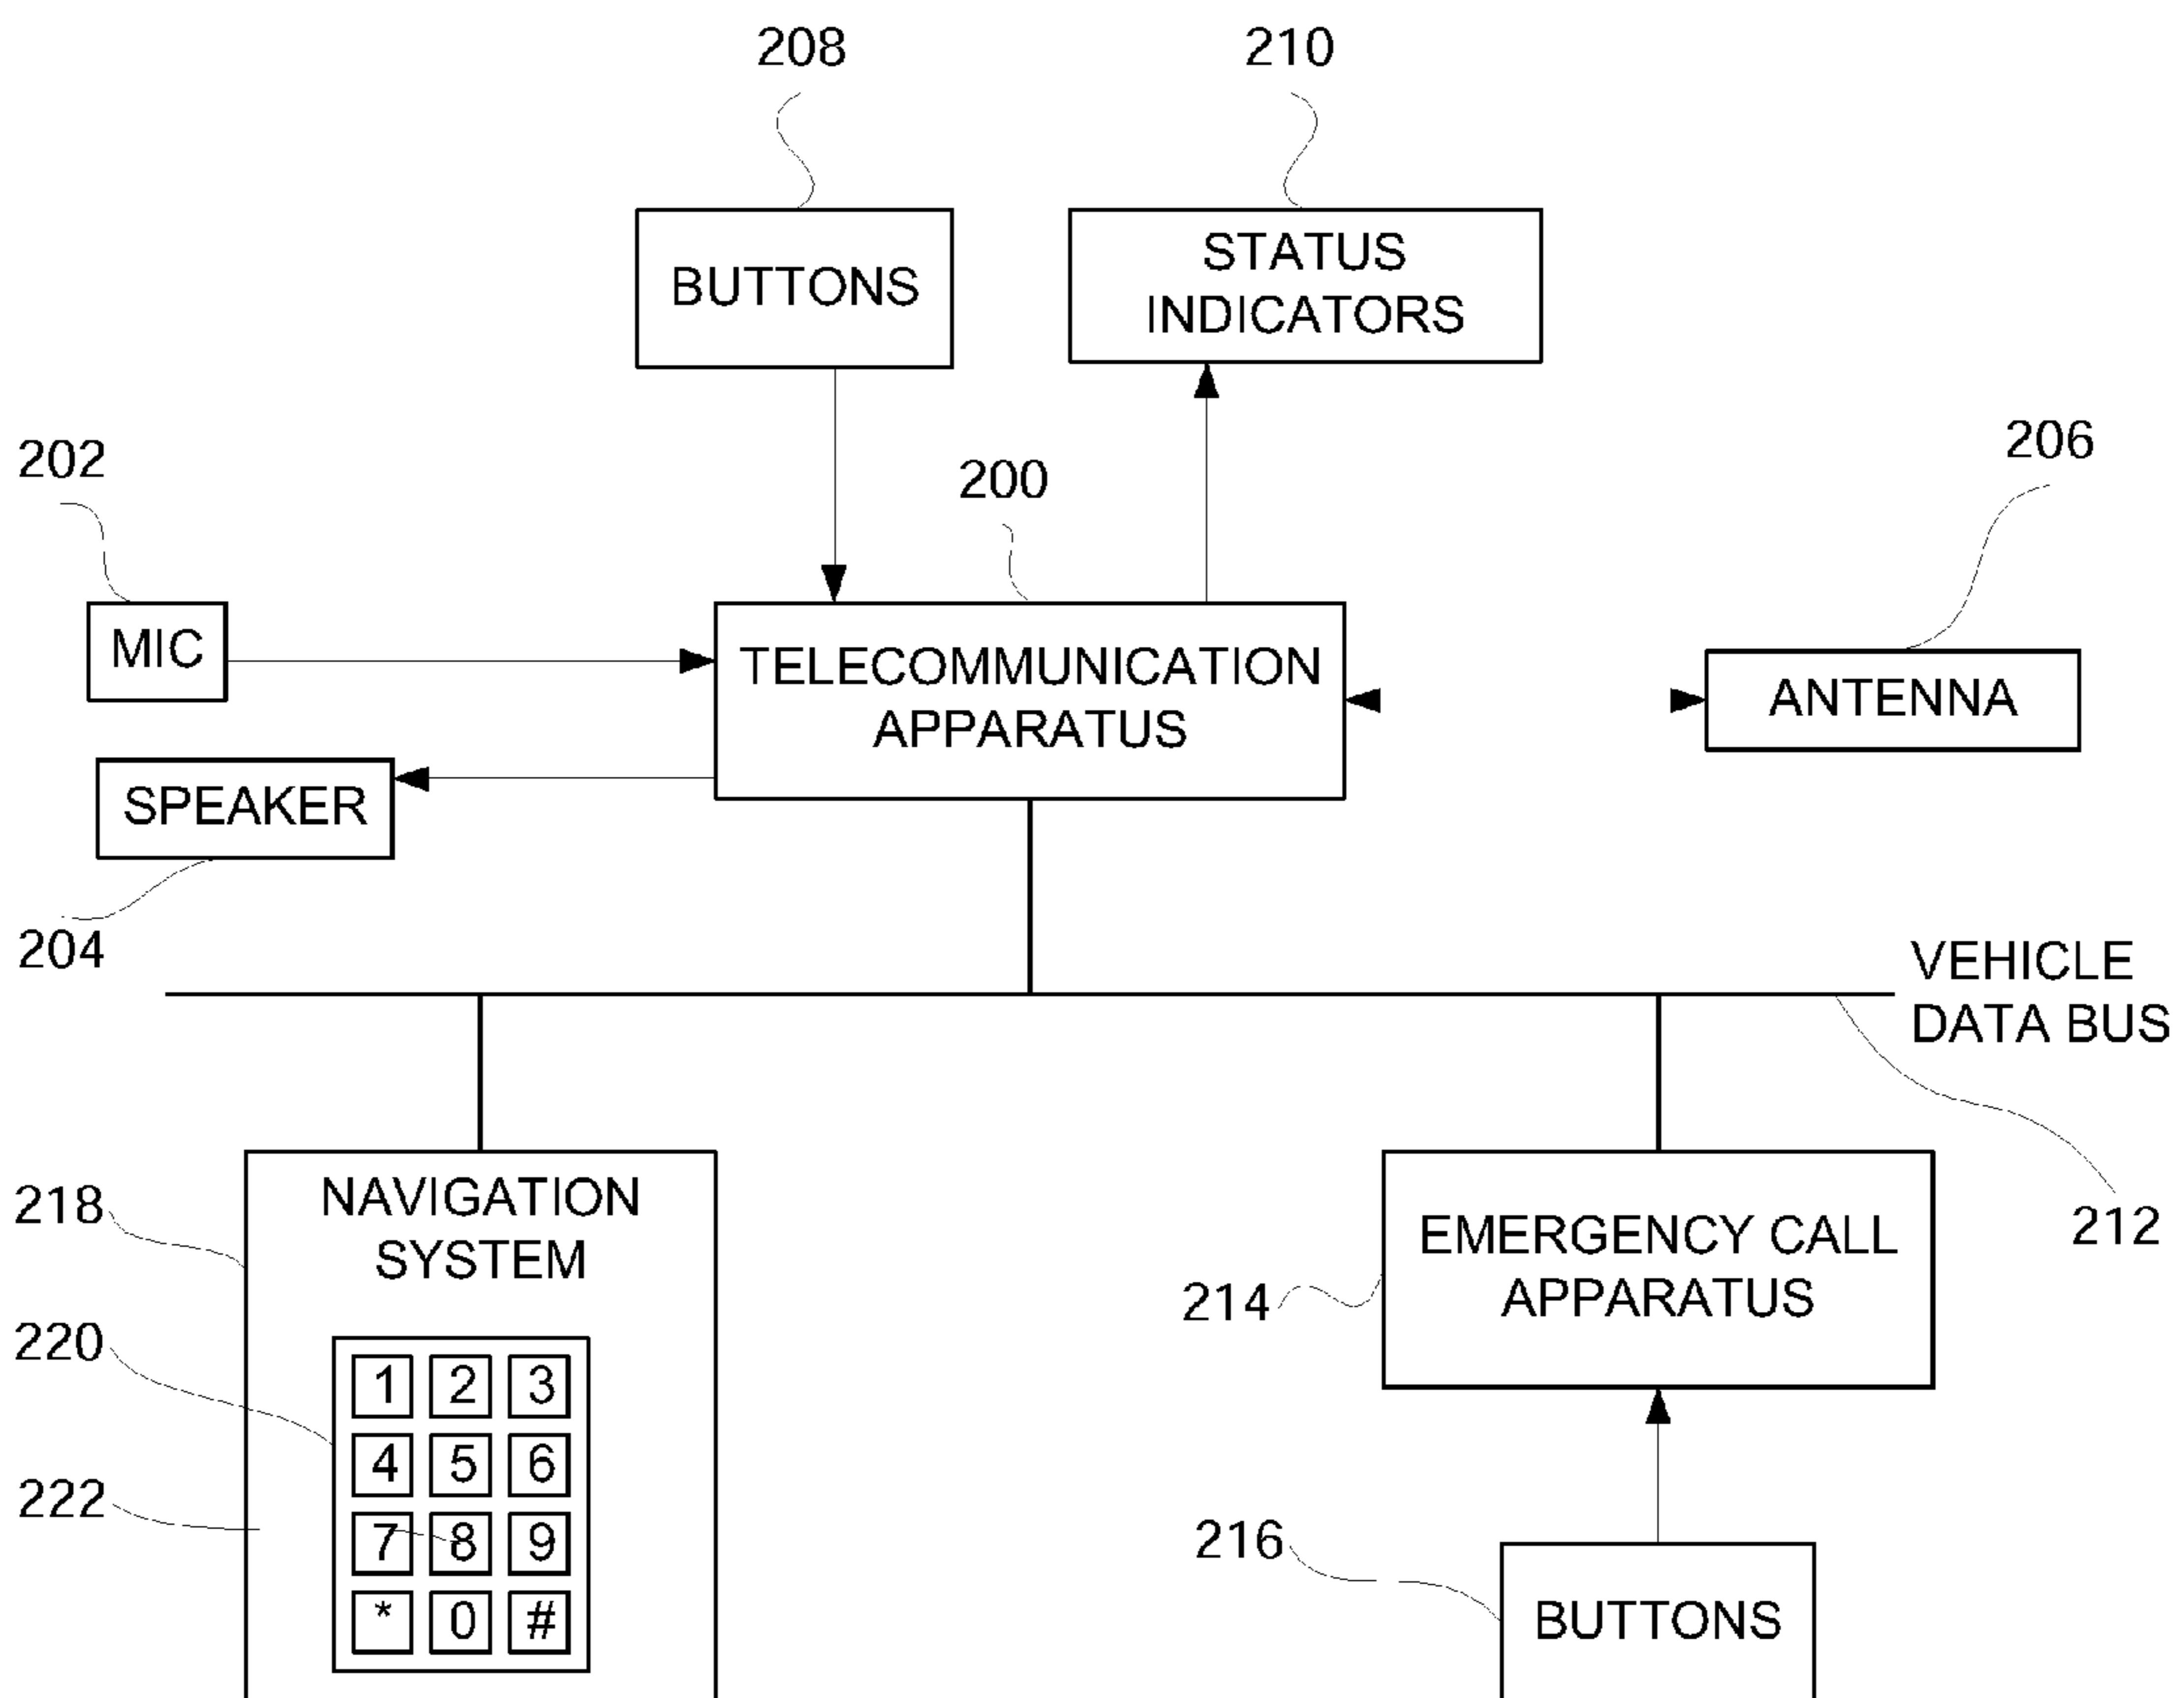 208
210
BUTTONS
STATUS
INDICATORS
202
200
206
MIC
TELECOMMUNICATION
APPARATUS
ANTENNA
SPEAKER
204
VEHICLE
DATA BUS
218
NAVIGATION
SYSTEM
212
EMERGENCY CALL
APPARATUS
214
220
1 2 3
4 5 6
222
7 8 9
* 0 #
216
BUTTONS